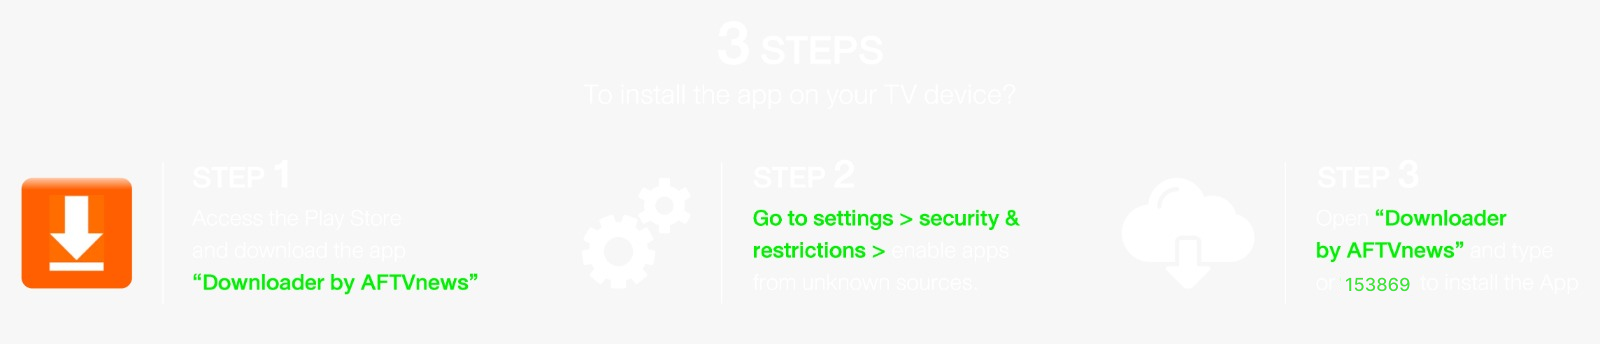 3 STEPS
To install the app on your TV device?
STEP 1
Access the Play Store
and download the app
“Downloader by AFTVnews”
STEP 2
Go to settings > security &
restrictions > enable apps
from unknown sources.
STEP 3
Open “Downloader
by AFTVnews” and type
or 153869 to install the App